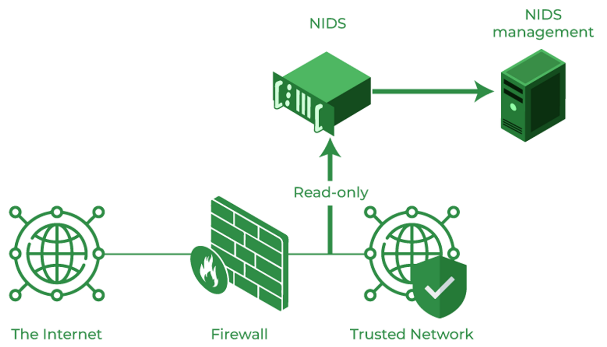 NIDS
NIDS
management
Read-only
The Internet
Firewall
Trusted Network